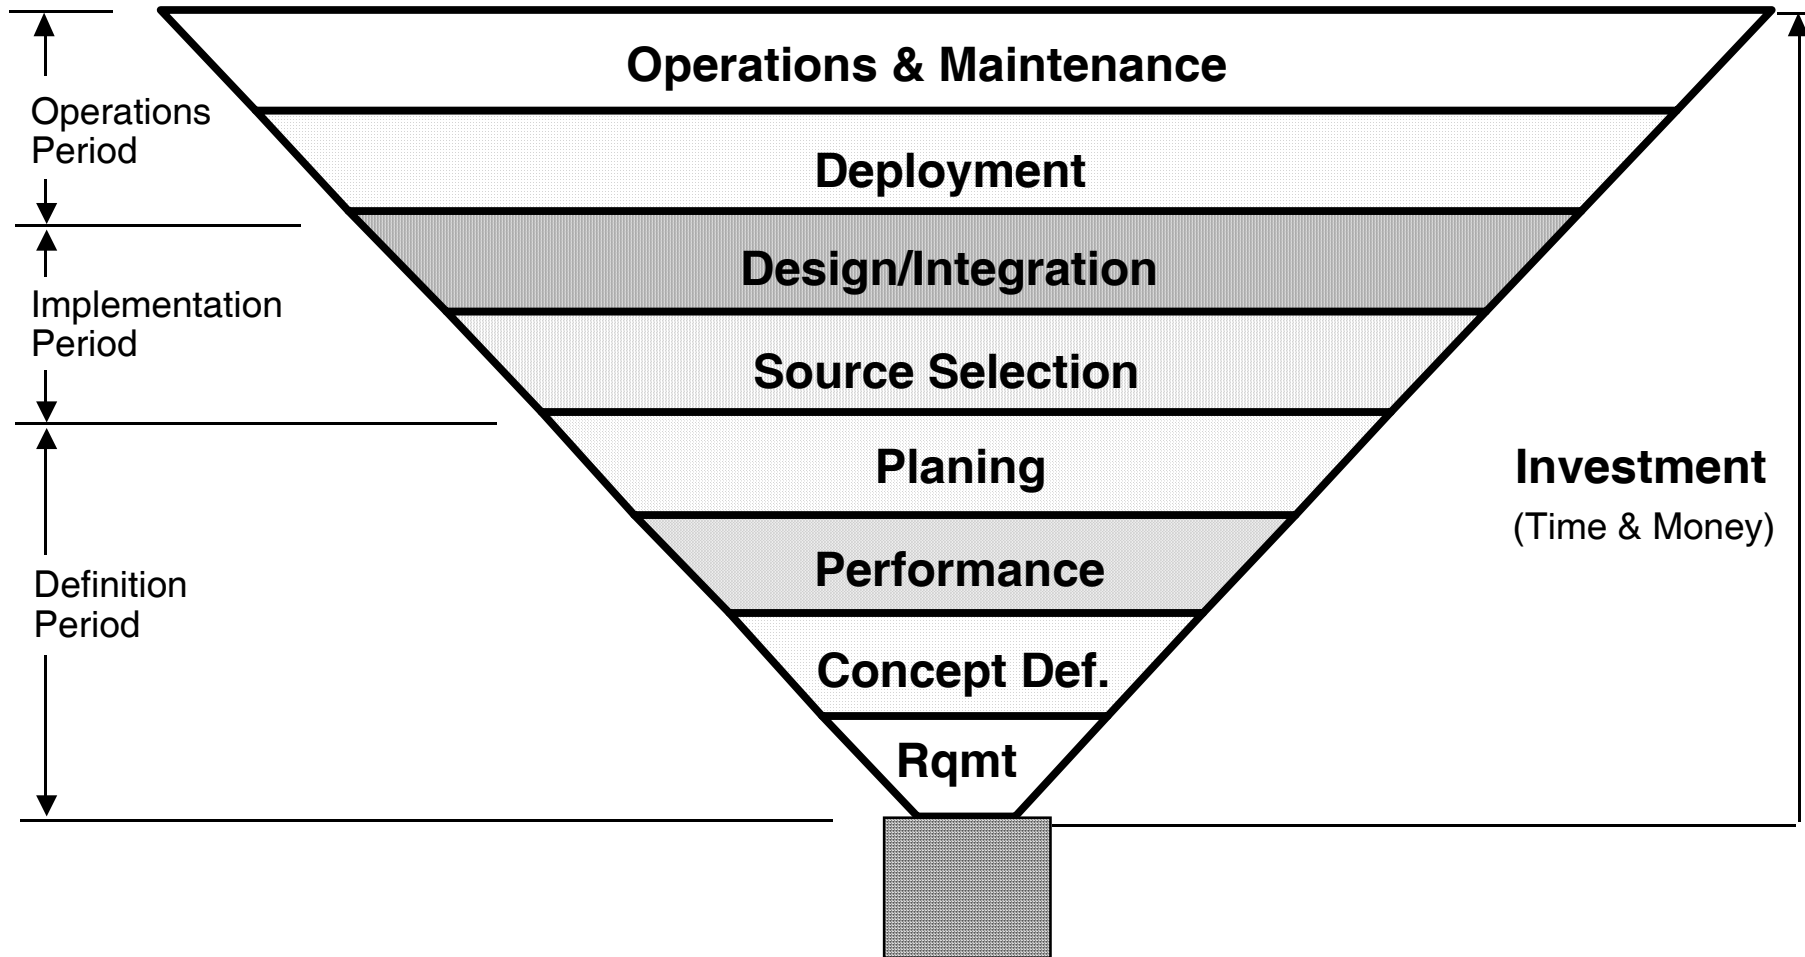 Operations & Maintenance
Operations
Period
Deployment
Design/Integration
Implementation
Period
Source Selection
Planing
Investment
(Time & Money)
Performance
Definition
Period
Concept Def.
Rqmt